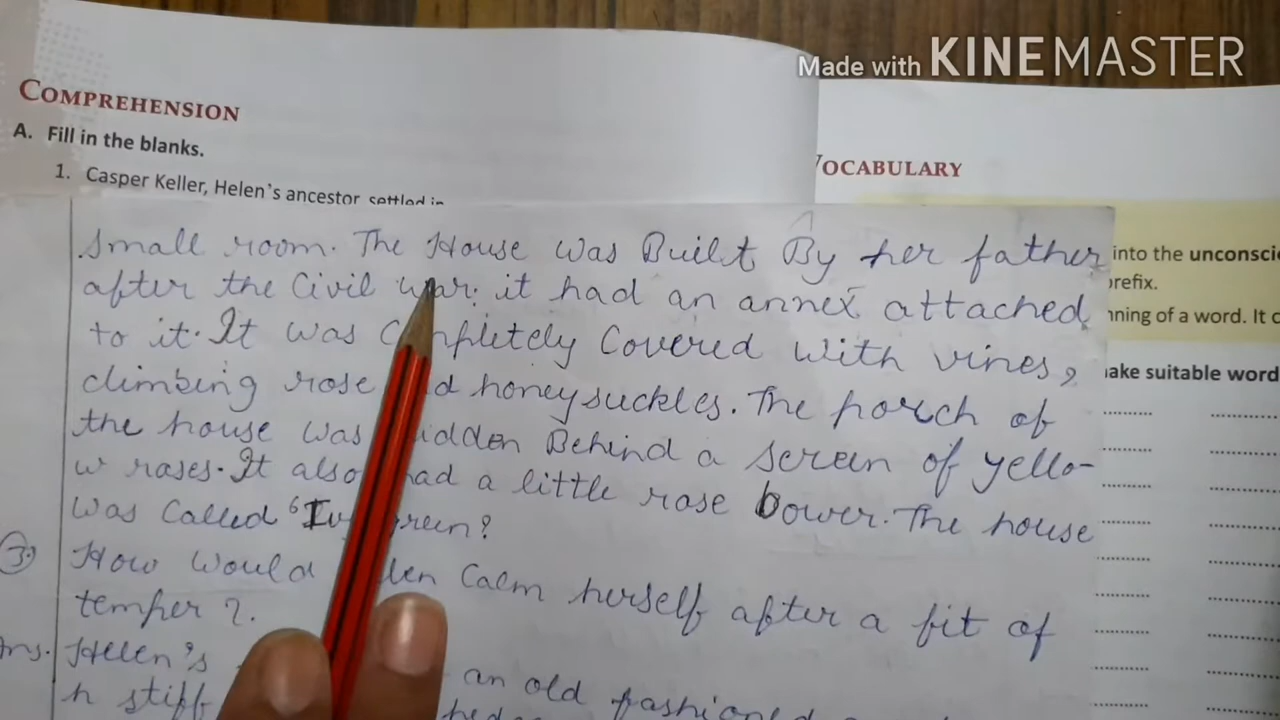 Made with KINEMASTER
COMPREHENSION
A. Fill in the blanks.
1. Casper Keller, Helen's ancestor settled in
VOCABULARY
into the unconsci
prefix.
nning of a word. It c
ake suitable word
small room. The House was Built By her father
after the Civil war. it had an annex attached
to it. It was Completely Covered with vines,
climbing rose honeysuckles. The porch of
the house was hidden Behind a screen of yello-
w rases. It also had a little rase bower. The house
was Called
3. How Would Helen Calm herself after a fit of
temper?
Ans. Helen's an old fashioned
h stiff